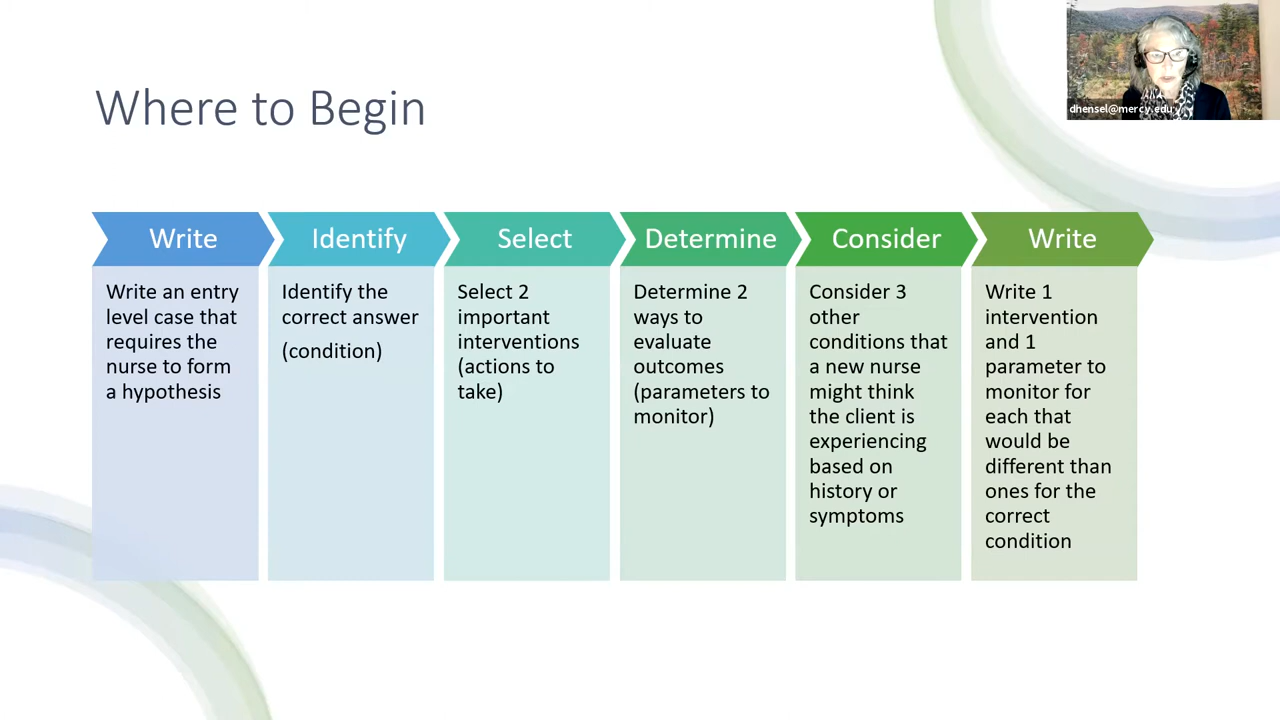 dhensel@mercy.edu
Where to Begin
Write
Identify
Select
Determine
Consider
Write
Write an entry
level case that
requires the
nurse to form
a hypothesis
Identify the
correct answer
(condition)
Select 2
important
interventions
(actions to
take)
Determine 2
ways to
evaluate
outcomes
(parameters to
monitor)
Consider 3
other
conditions that
a new nurse
might think
the client is
experiencing
based on
history or
symptoms
Write 1
intervention
and 1
parameter to
monitor for
each that
would be
different than
ones for the
correct
condition